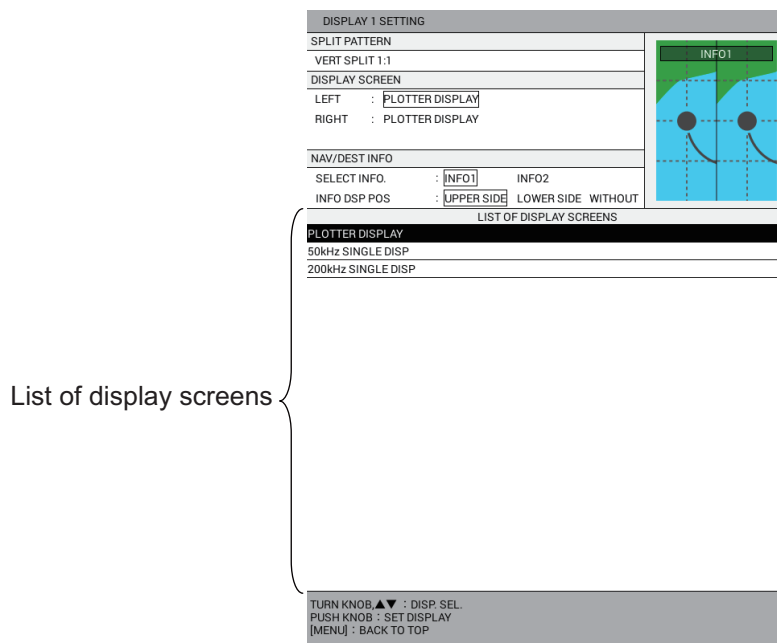 DISPLAY 1 SETTING
SPLIT PATTERN
VERT SPLIT 1:1
DISPLAY SCREEN
LEFT : PLOTTER DISPLAY
RIGHT : PLOTTER DISPLAY
INFO1
NAV/DEST INFO
SELECT INFO. : INFO1 INFO2
INFO DSP POS : UPPER SIDE LOWER SIDE WITHOUT
LIST OF DISPLAY SCREENS
PLOTTER DISPLAY
50kHz SINGLE DISP
200kHz SINGLE DISP
List of display screens
TURN KNOB,▲▼ : DISP. SEL.
PUSH KNOB : SET DISPLAY
[MENU] : BACK TO TOP